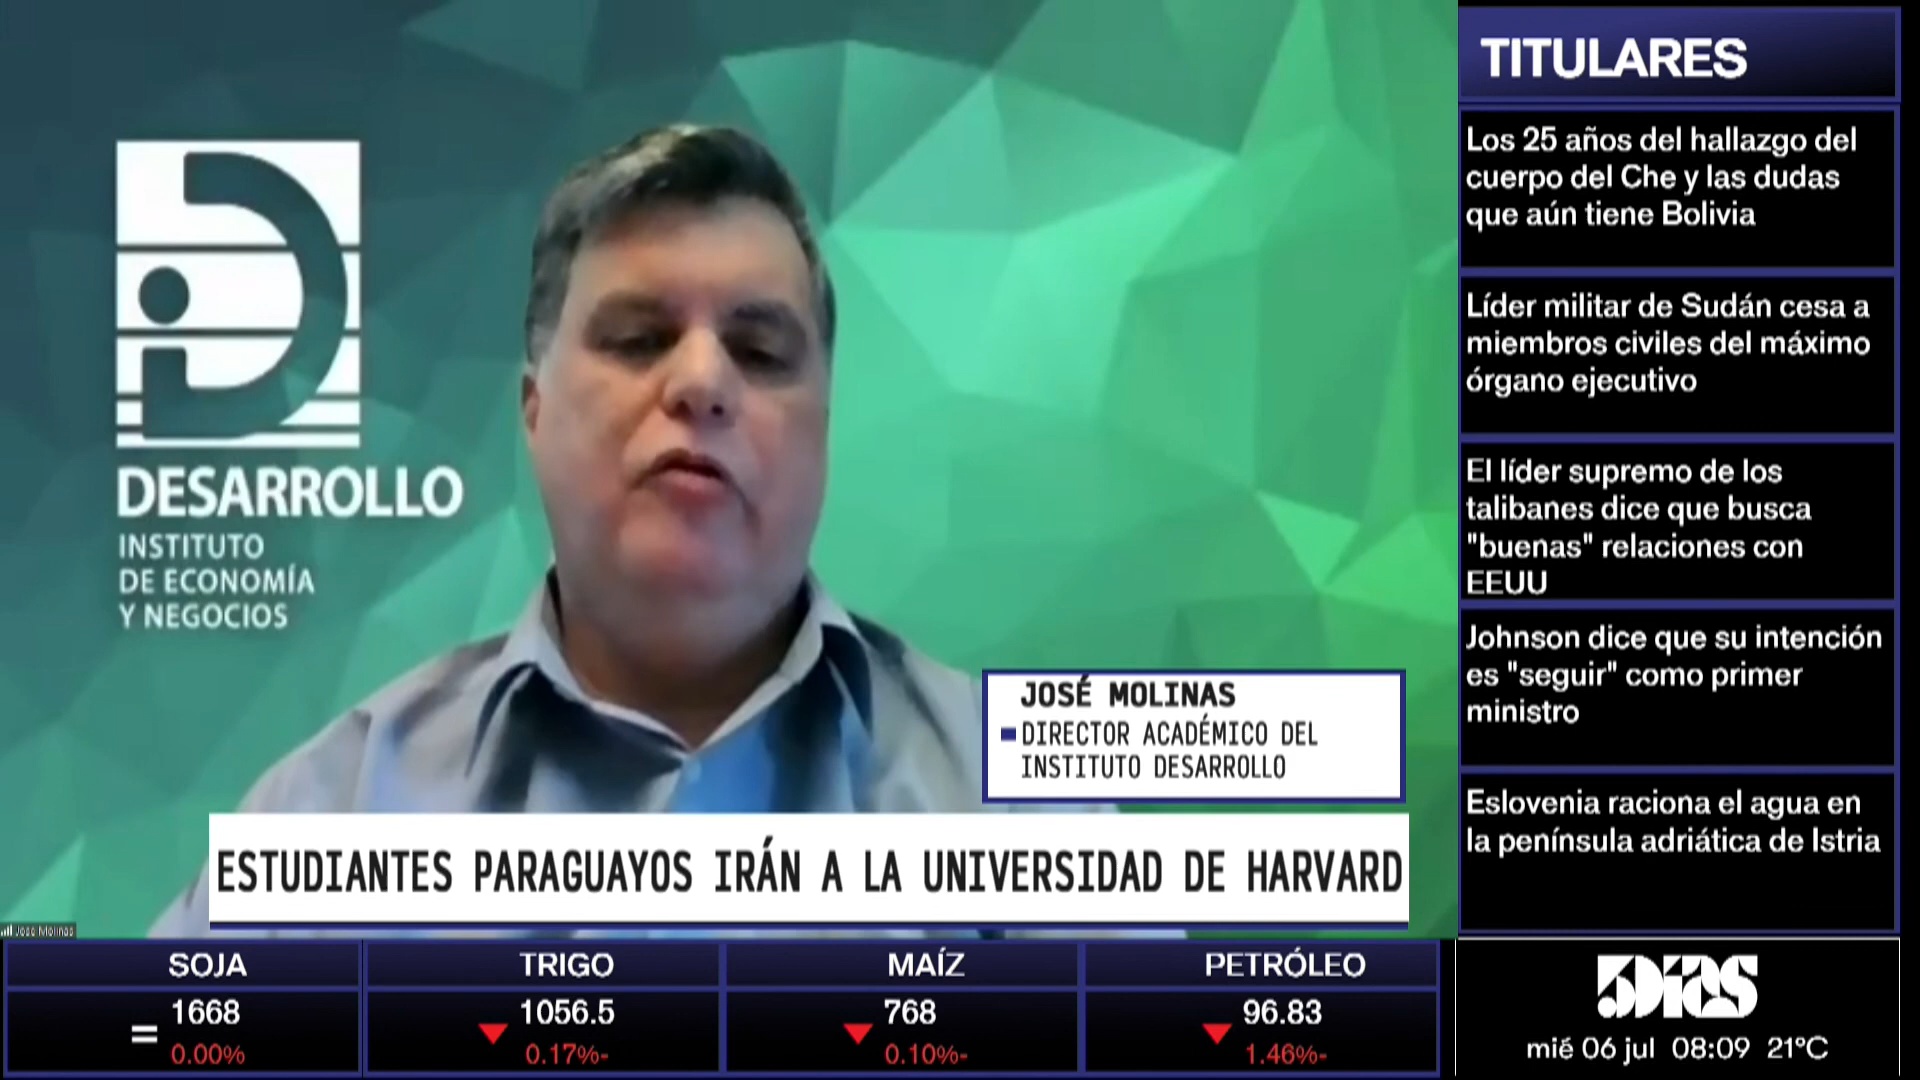 DESARROLLO
INSTITUTO
DE ECONOMÍA
Y NEGOCIOS
JOSÉ MOLINAS
DIRECTOR ACADÉMICO DEL
INSTITUTO DESARROLLO
ESTUDIANTES PARAGUAYOS IRÁN A LA UNIVERSIDAD DE HARVARD
José Molinas
TITULARES
Los 25 años del hallazgo del
cuerpo del Che y las dudas
que aún tiene Bolivia
Líder militar de Sudán cesa a
miembros civiles del máximo
órgano ejecutivo
El líder supremo de los
talibanes dice que busca
"buenas" relaciones con
EEUU
Johnson dice que su intención
es "seguir" como primer
ministro
Eslovenia raciona el agua en
la península adriática de Istria
SOJA
= 1668
0.00%
TRIGO
1056.5
0.17%-
MAÍZ
768
0.10%-
PETRÓLEO
96.83
1.46%-
5Días
mié 06 jul 08:09 21°C